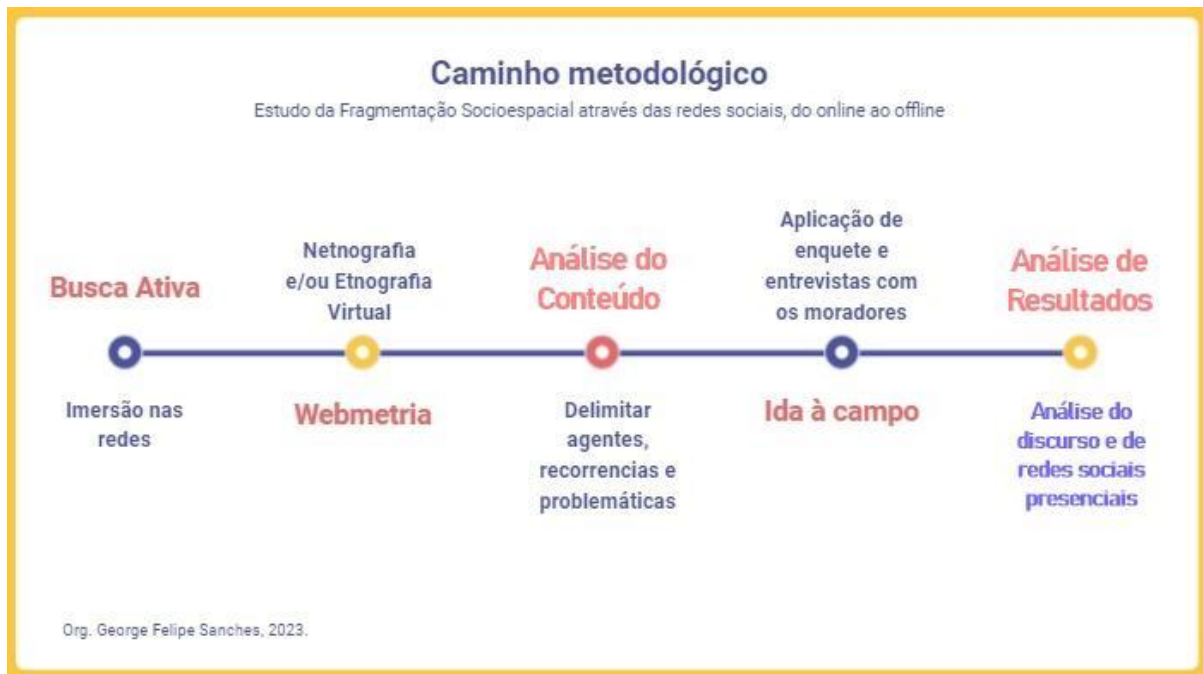 Caminho metodológico
Estudo da Fragmentação Socioespacial através das redes sociais, do online ao offline
Busca Ativa
Imersão nas
redes
Netnografia
e/ou Etnografia
Virtual
Webmetria
Análise do
Conteúdo
Delimitar
agentes,
recorrencias e
problemáticas
Aplicação de
enquete e
entrevistas com
os moradores
Ida à campo
Análise de
Resultados
Análise do
discurso e de
redes sociais
presenciais
Org. George Felipe Sanches, 2023.